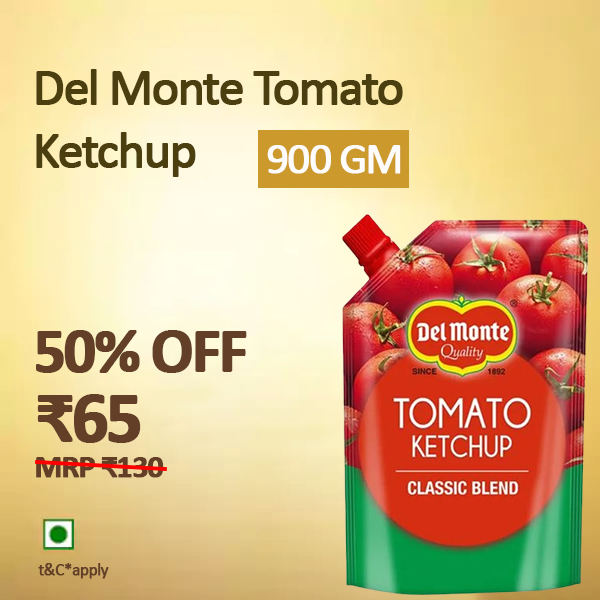 Del Monte Tomato
Ketchup
900 GM
50% OFF
₹65
MRP ₹130
t&C*apply
Del Monte
®
Quality
SINCE 1892
TOMATO
KETCHUP
CLASSIC BLEND